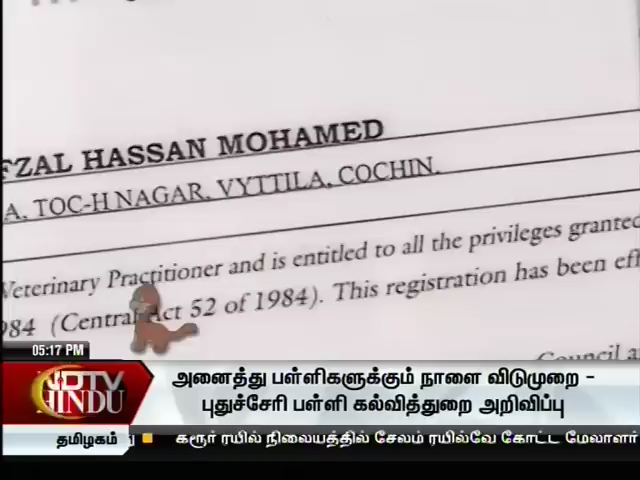 FZAL HASSAN MOHAMED
A, TOC-H NAGAR, VYTTILA, COCHIN.
Veterinary Practitioner and is entitled to all the privileges granted
984 (Central Act 52 of 1984). This registration has been eff
Council a
05:17 PM
NDTV HINDU
அனைத்து பள்ளிகளுக்கும் நாளை விடுமுறை –
புதுச்சேரி பள்ளி கல்வித்துறை அறிவிப்பு
தமிழகம் கரூர் ரயில் நிலையத்தில் சேலம் ரயில்வே கோட்ட மேலாளர்